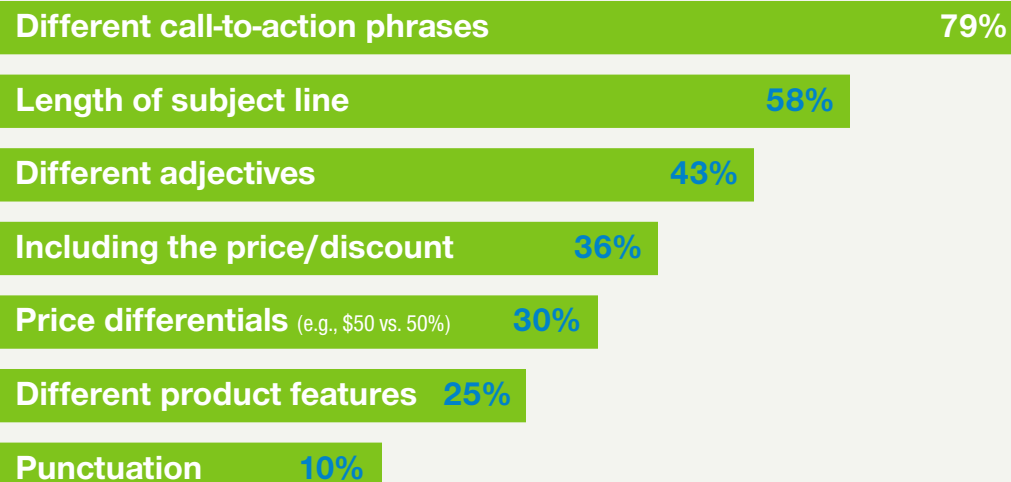 Different call-to-action phrases 79%
Length of subject line 58%
Different adjectives 43%
Including the price/discount 36%
Price differentials (e.g., $50 vs. 50%) 30%
Different product features 25%
Punctuation 10%